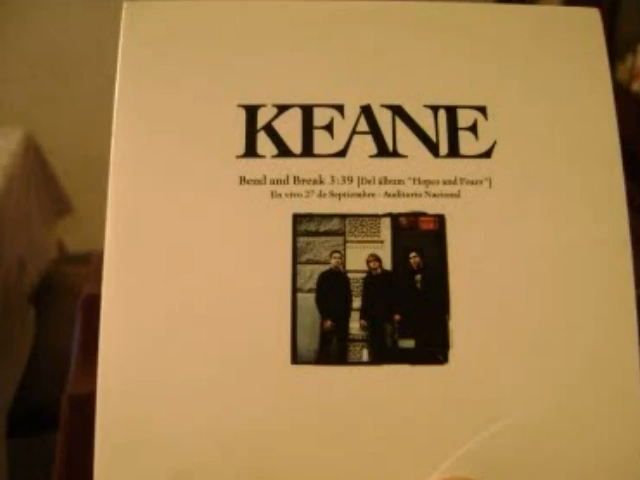 KEANE
Bend and Break 3:39 [Del álbum "Hopes and Fears"]
En vivo 27 de Septiembre - Auditorio Nacional